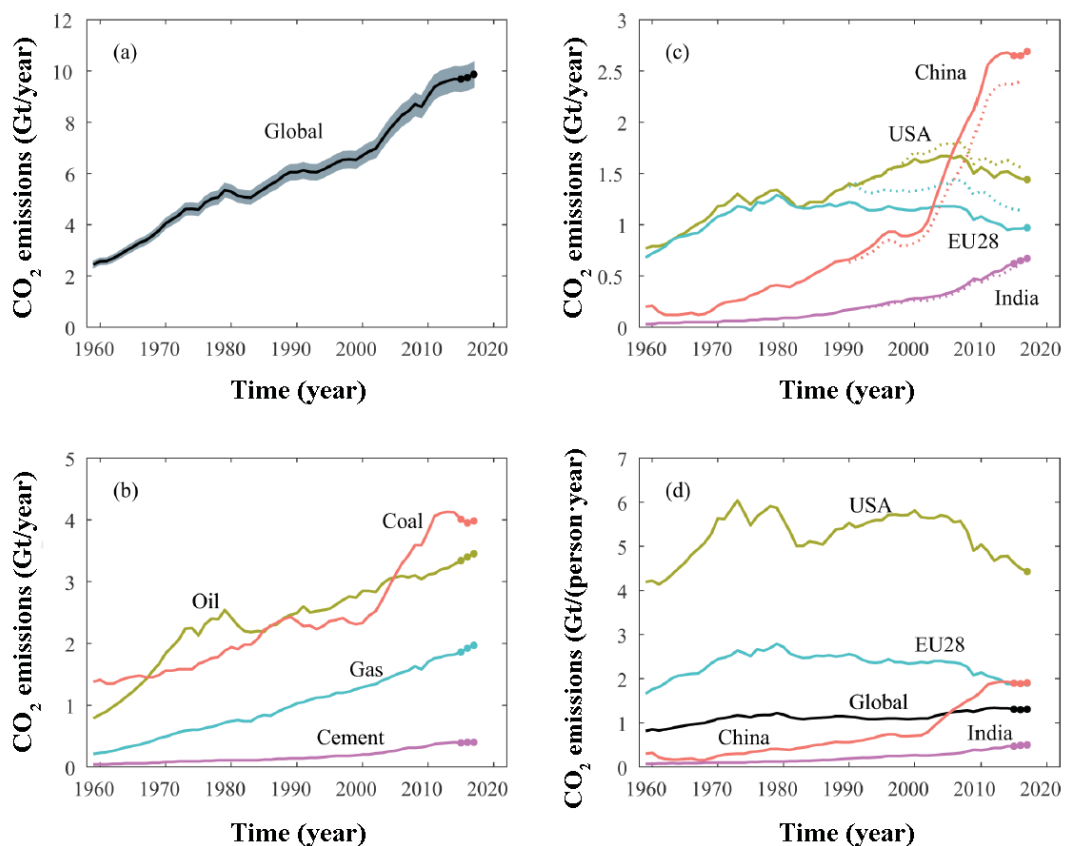 CO₂ emissions (Gt/year)
12
10
8
6
4
2
0
(a)
Global
1960 1970 1980 1990 2000 2010 2020
Time (year)
CO₂ emissions (Gt/year)
3
2.5
2
1.5
1
0.5
0
(c)
China
USA
EU28
India
1960 1970 1980 1990 2000 2010 2020
Time (year)
CO₂ emissions (Gt/year)
5
4
3
2
1
0
(b)
Coal
Oil
Gas
Cement
1960 1970 1980 1990 2000 2010 2020
Time (year)
CO₂ emissions (Gt/(person·year)
7
6
5
4
3
2
1
0
(d)
USA
EU28
Global
China
India
1960 1970 1980 1990 2000 2010 2020
Time (year)